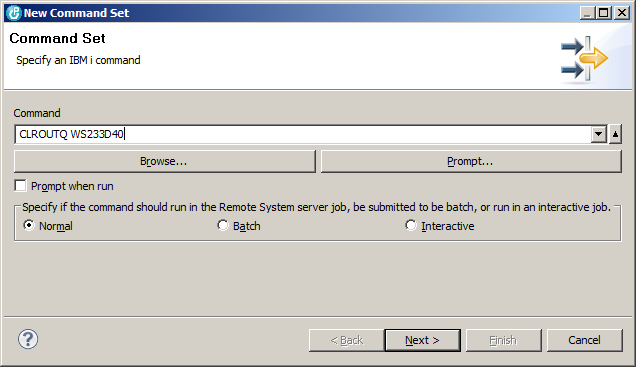 New Command Set
Command Set
Specify an IBM i command
Command
CLROUTQ WS233D40
Browse...
Prompt...
Prompt when run
Specify if the command should run in the Remote System server job, be submitted to be batch, or run in an interactive job.
Normal
Batch
Interactive
?
< Back
Next >
Finish
Cancel